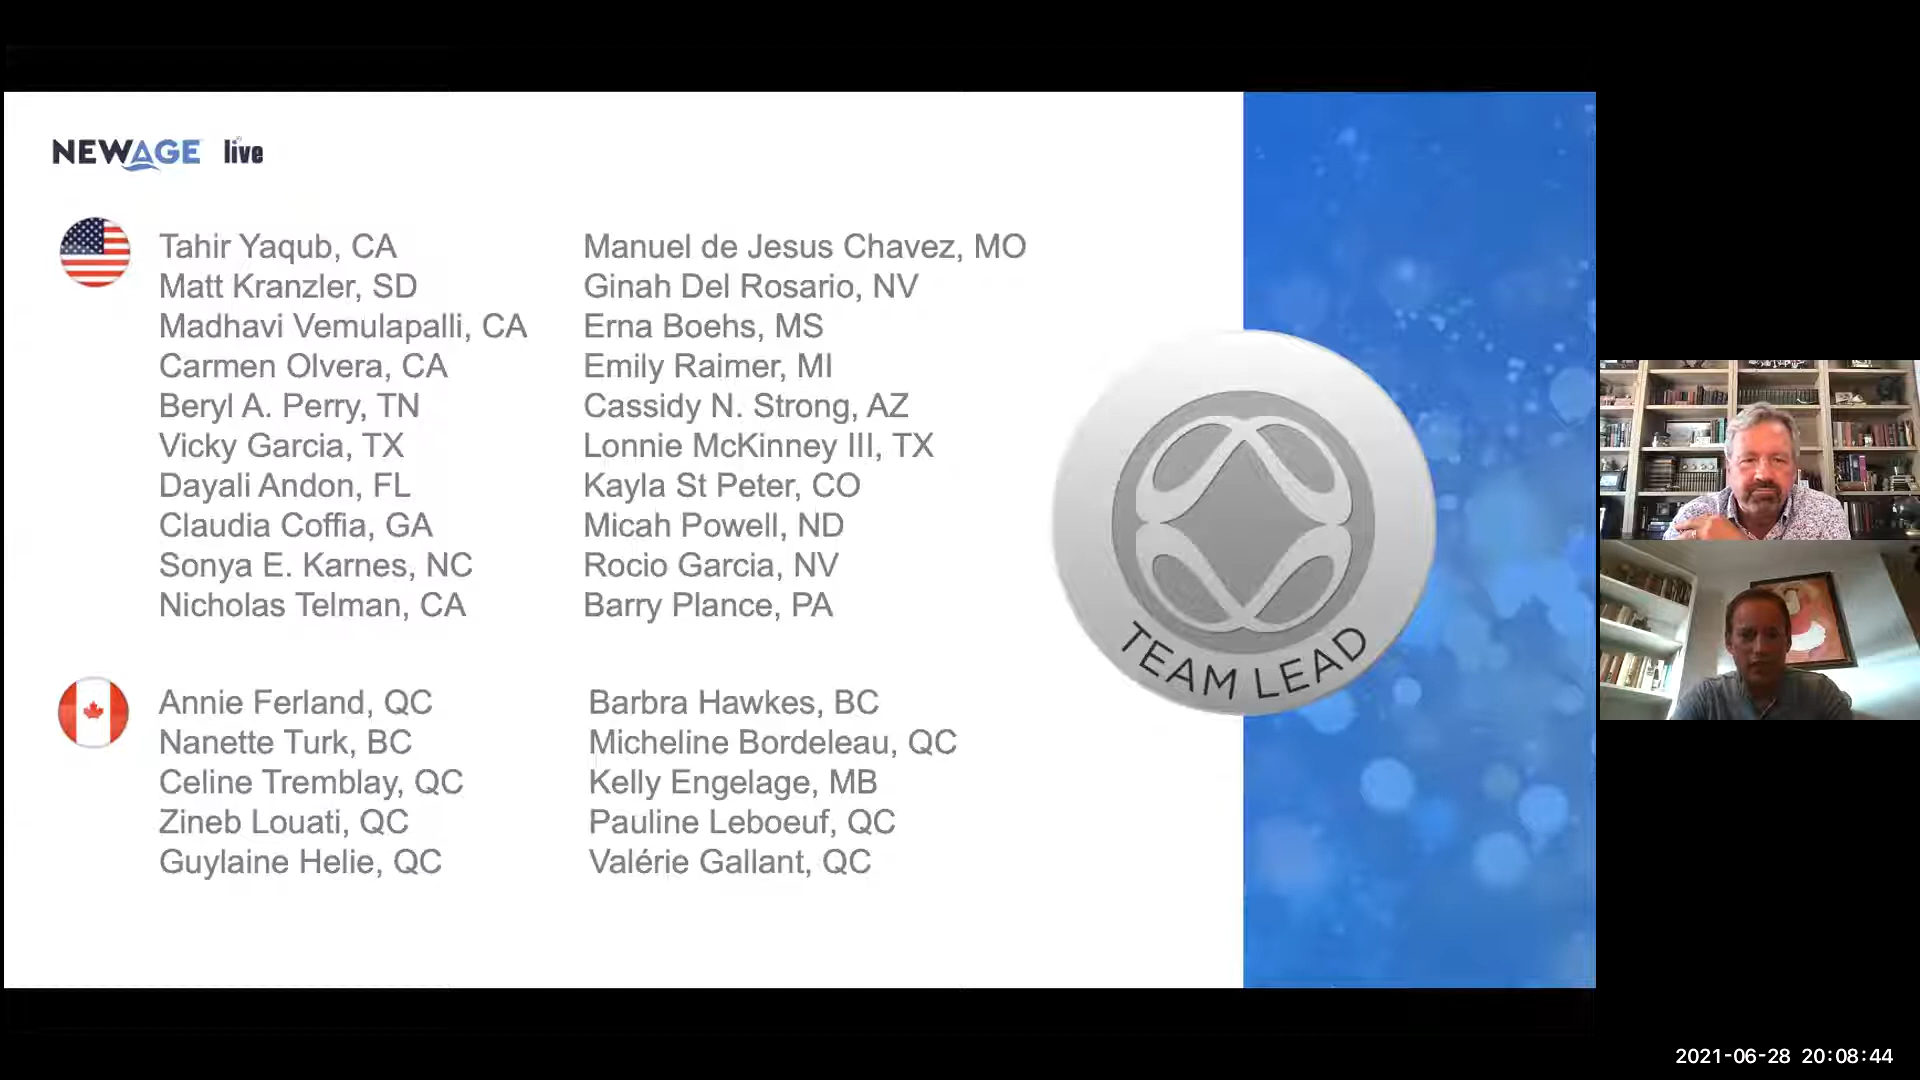 NEWAGE live
Tahir Yaqub, CA
Matt Kranzler, SD
Madhavi Vemulapalli, CA
Carmen Olvera, CA
Beryl A. Perry, TN
Vicky Garcia, TX
Dayali Andon, FL
Claudia Coffia, GA
Sonya E. Karnes, NC
Nicholas Telman, CA
Manuel de Jesus Chavez, MO
Ginah Del Rosario, NV
Erna Boehs, MS
Emily Raimer, MI
Cassidy N. Strong, AZ
Lonnie McKinney III, TX
Kayla St Peter, CO
Micah Powell, ND
Rocio Garcia, NV
Barry Plance, PA
Annie Ferland, QC
Nanette Turk, BC
Celine Tremblay, QC
Zineb Louati, QC
Guylaine Helie, QC
Barbra Hawkes, BC
Micheline Bordeleau, QC
Kelly Engelage, MB
Pauline Leboeuf, QC
Valérie Gallant, QC
TEAM LEAD
2021-06-28 20:08:44